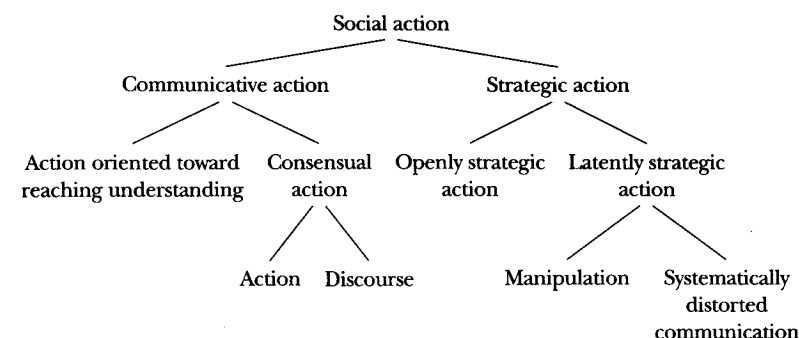 Social action
Communicative action
Strategic action
Action oriented toward
reaching understanding
Consensual
action
Openly strategic
action
Latently strategic
action
Action
Discourse
Manipulation
Systematically
distorted
communication